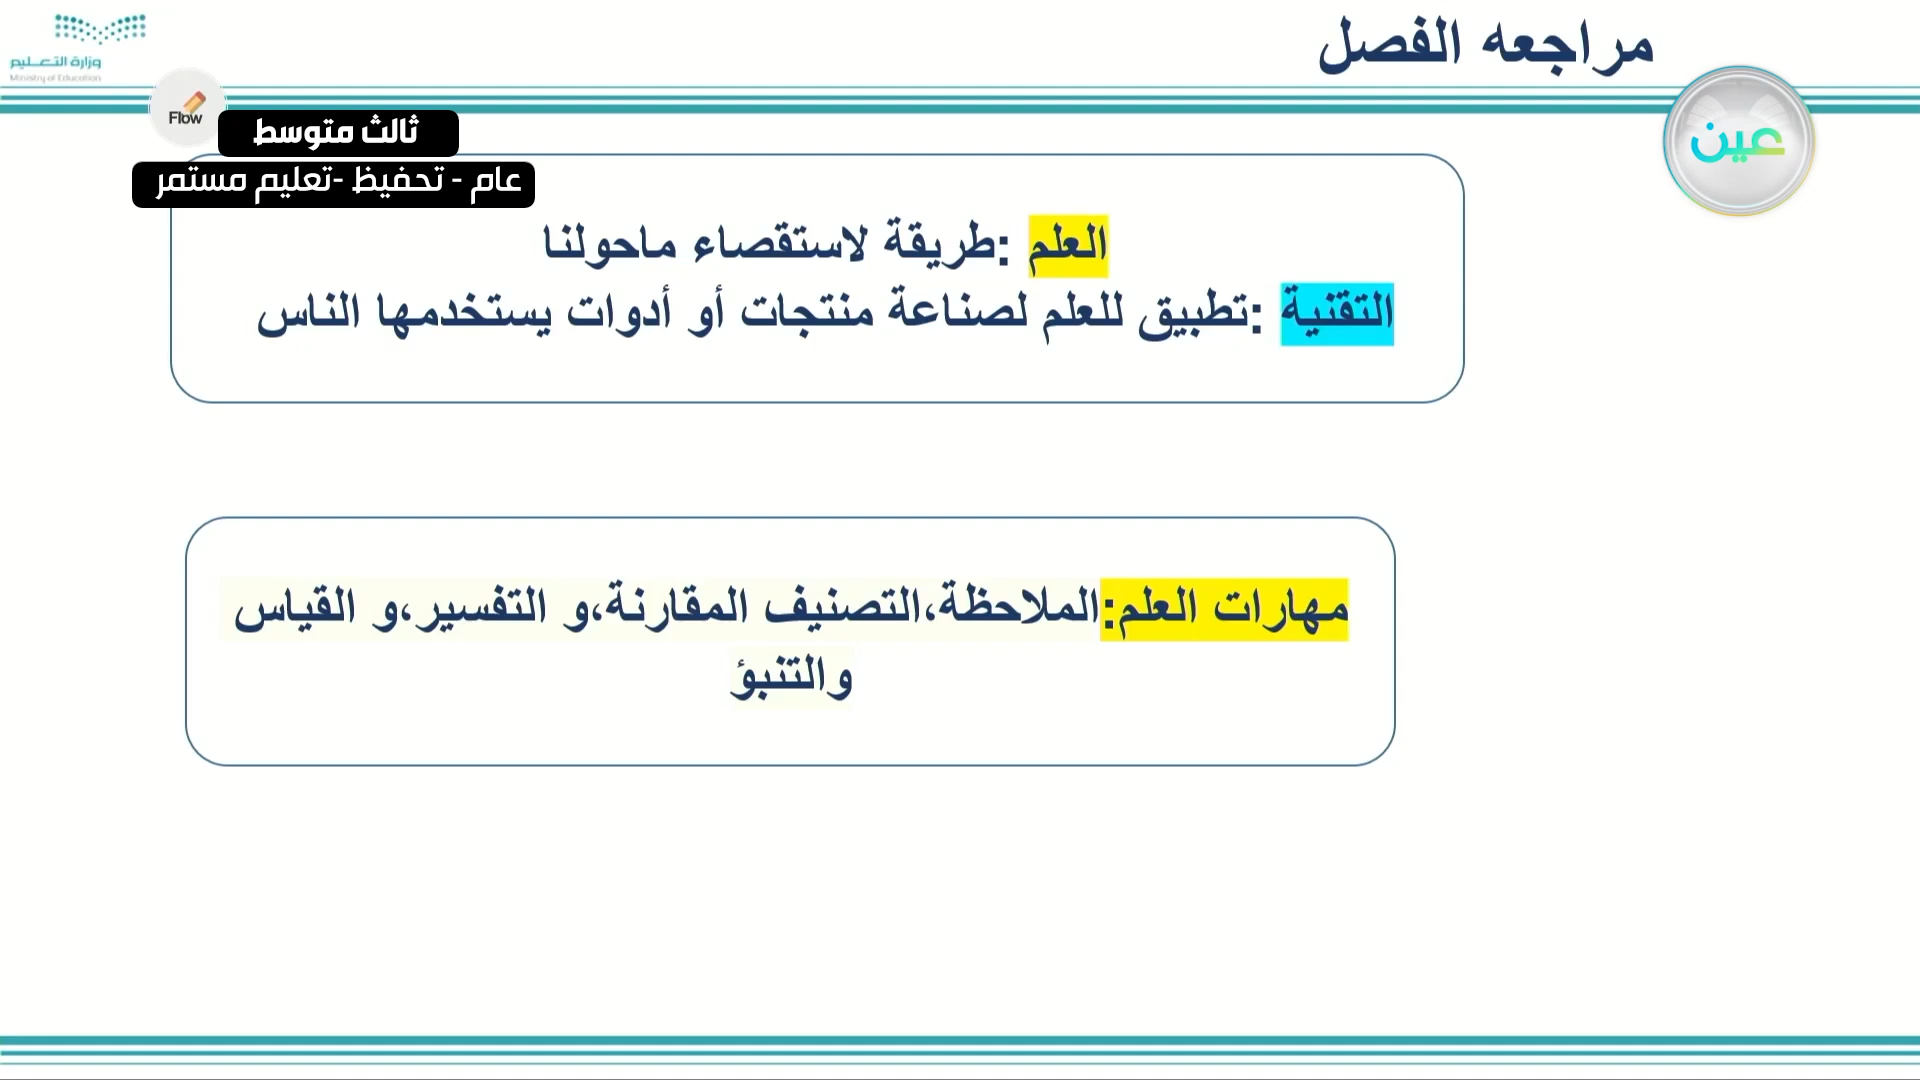 مراجعه الفصل
وزارة التعليم
Ministry of Education
Flow
عين
ثالث متوسط
عام - تحفيظ -تعليم مستمر
العلم :طريقة لاستقصاء ماحولنا
التقنية :تطبيق للعلم لصناعة منتجات أو أدوات يستخدمها الناس
مهارات العلم:الملاحظة،التصنيف المقارنة،و التفسير،و القياس
والتنبؤ